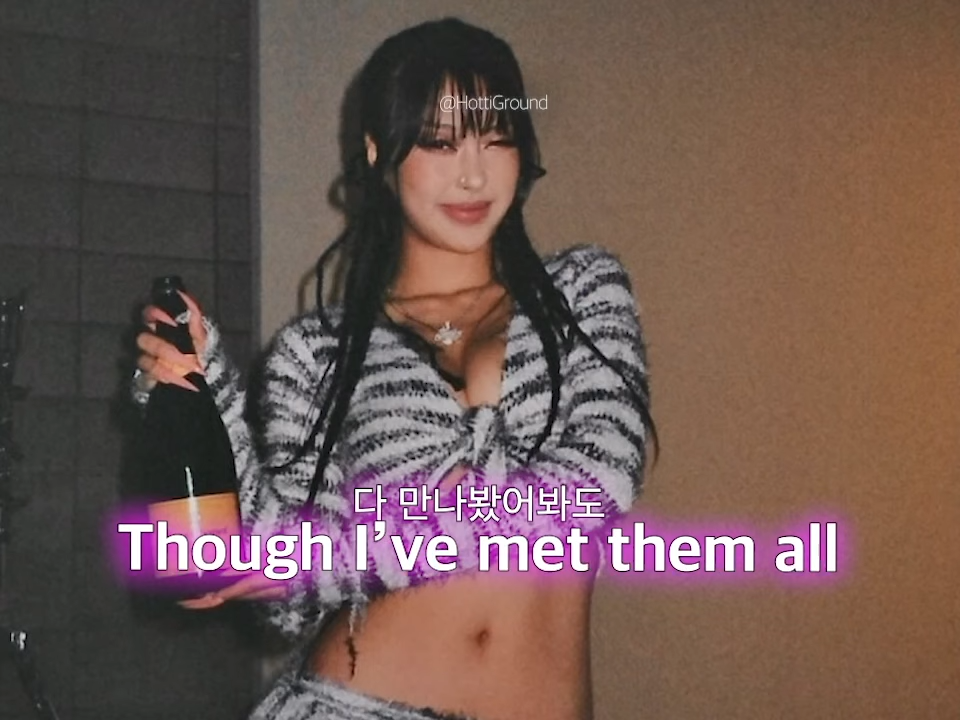 @HottiGround
다 만나봤어봐도
Though I've met them all